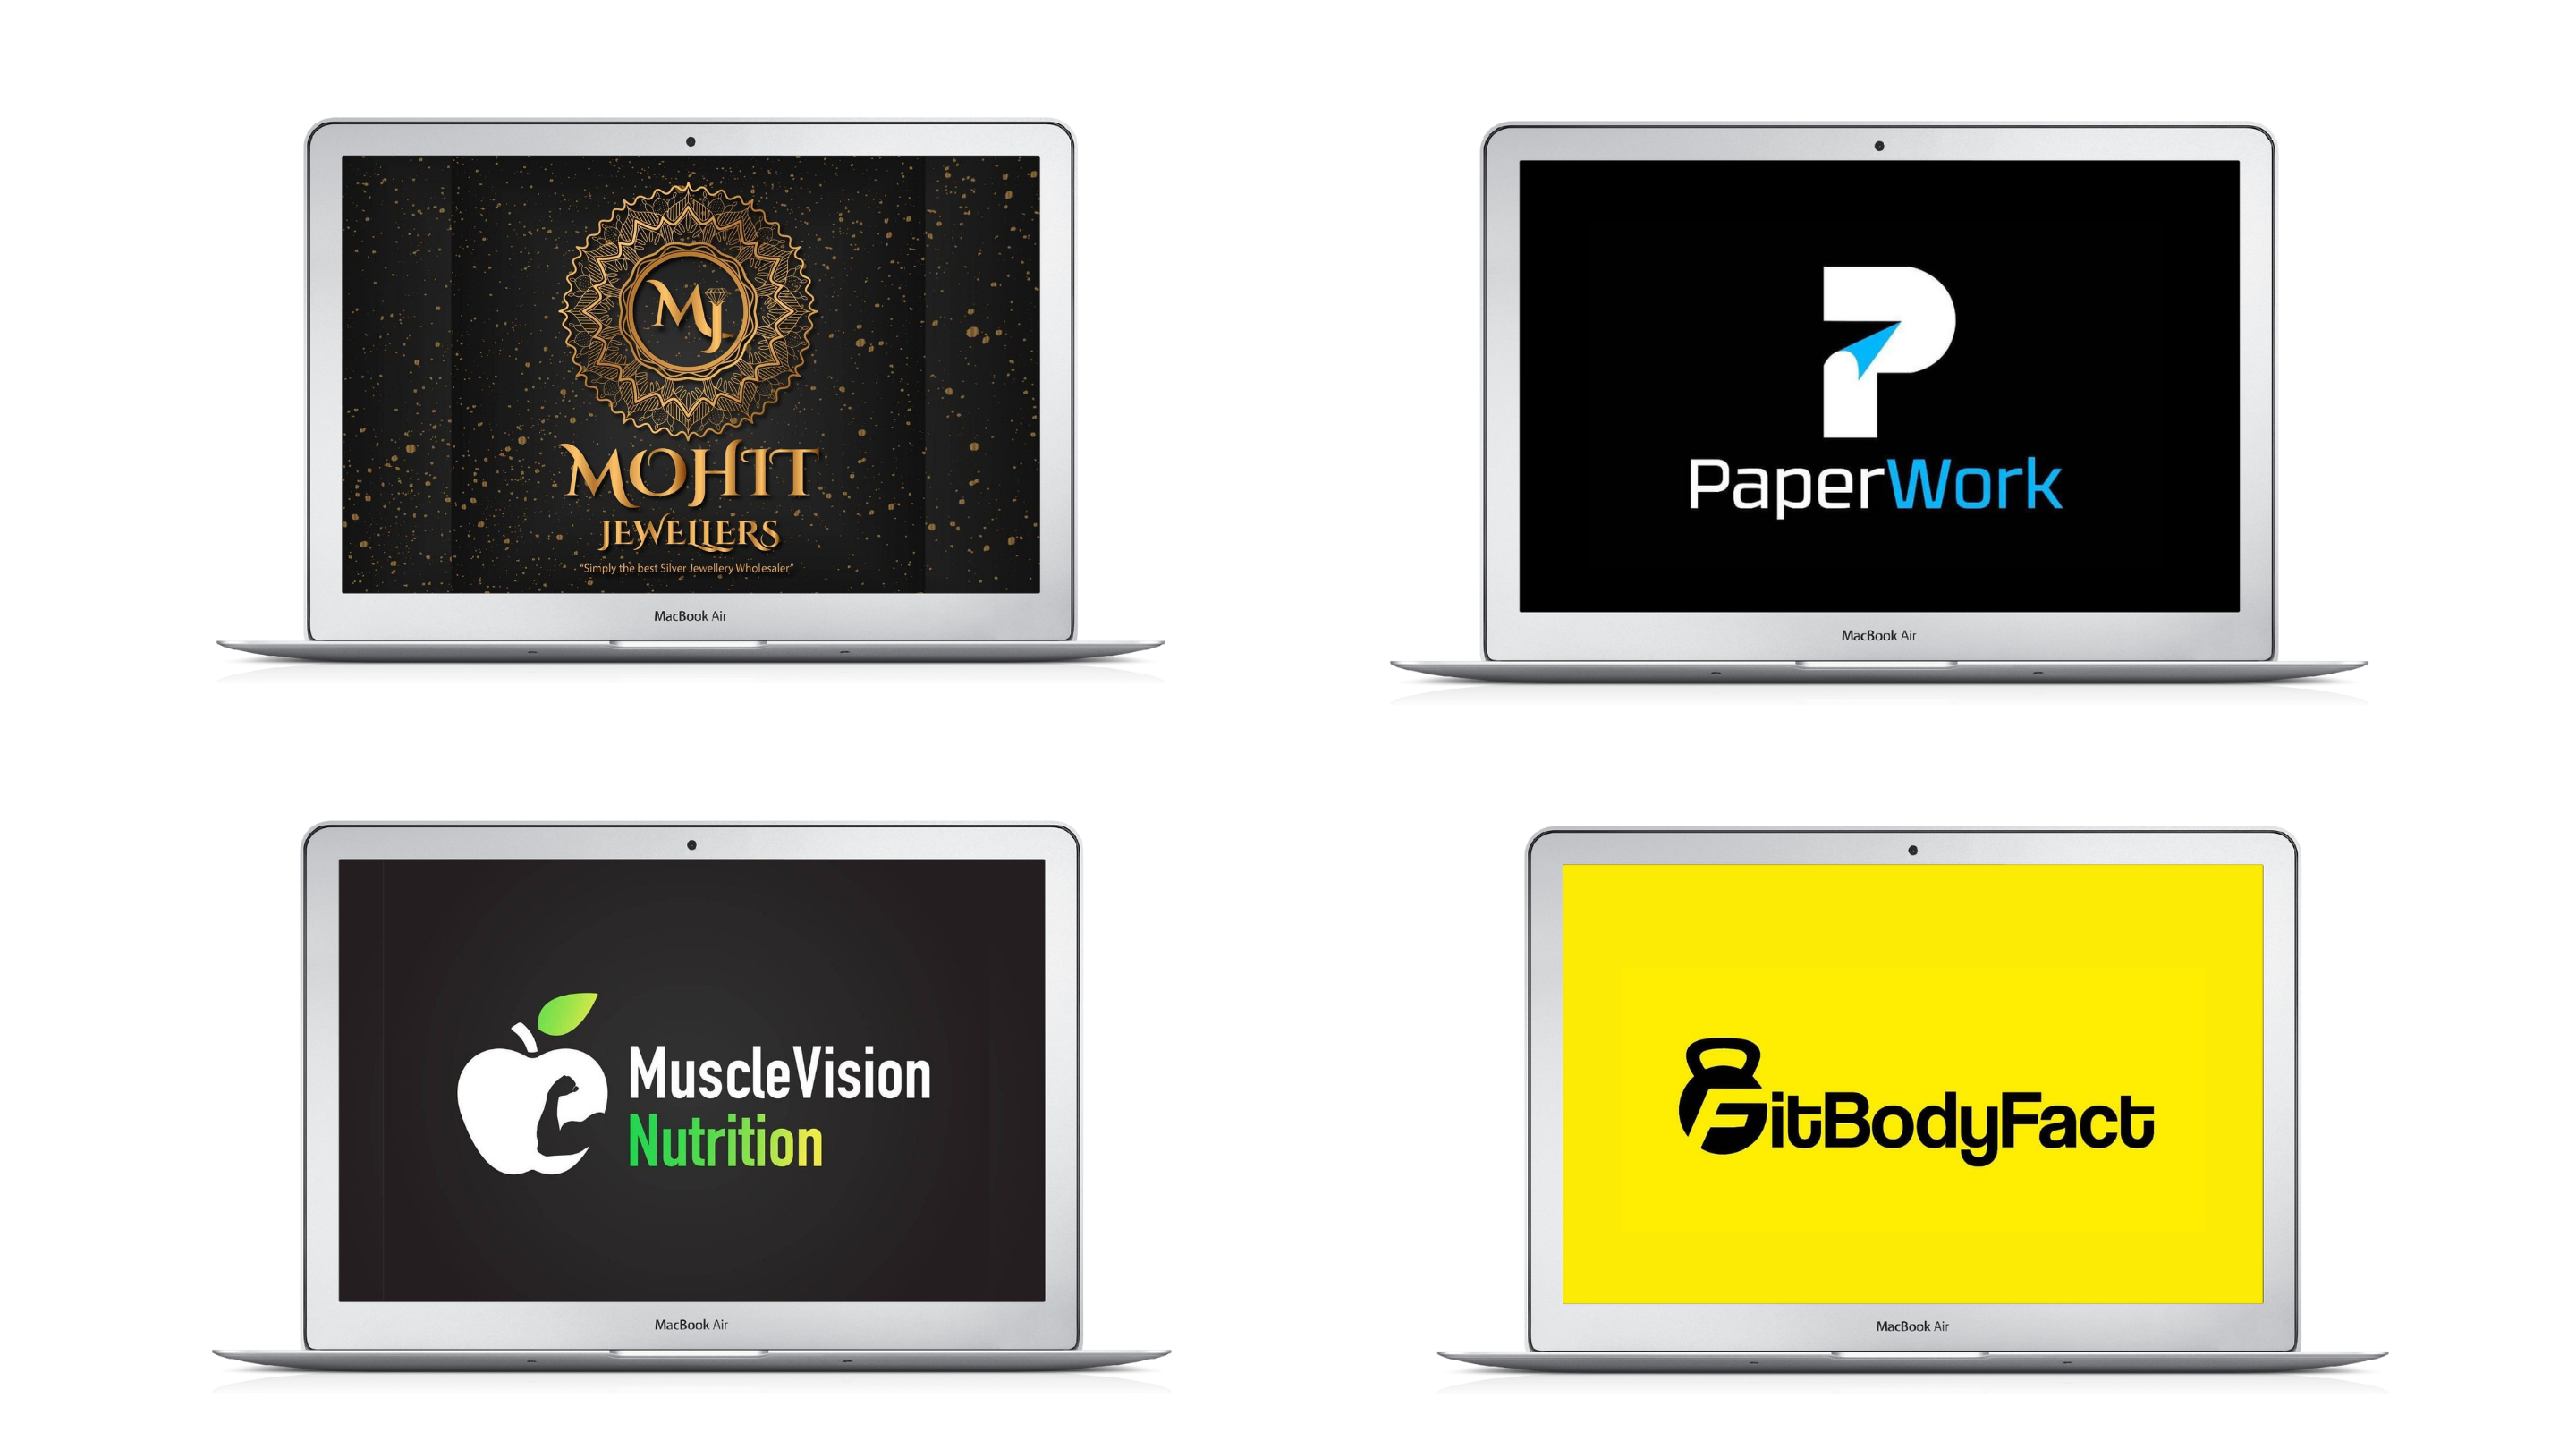 MJ
MOHIT
JEWELLERS
"Simply the best Silver Jewellery Wholesaler"
MacBook Air
P
PaperWork
MacBook Air
MuscleVision
Nutrition
MacBook Air
FitBodyFact
MacBook Air